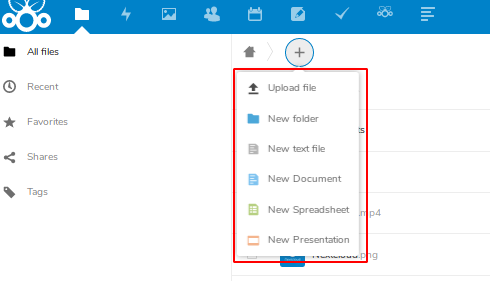 All files
Recent
Favorites
Shares
Tags
Upload file
New folder
New text file
New Document
New Spreadsheet
New Presentation
ts
.mp4
Nextcloud.png